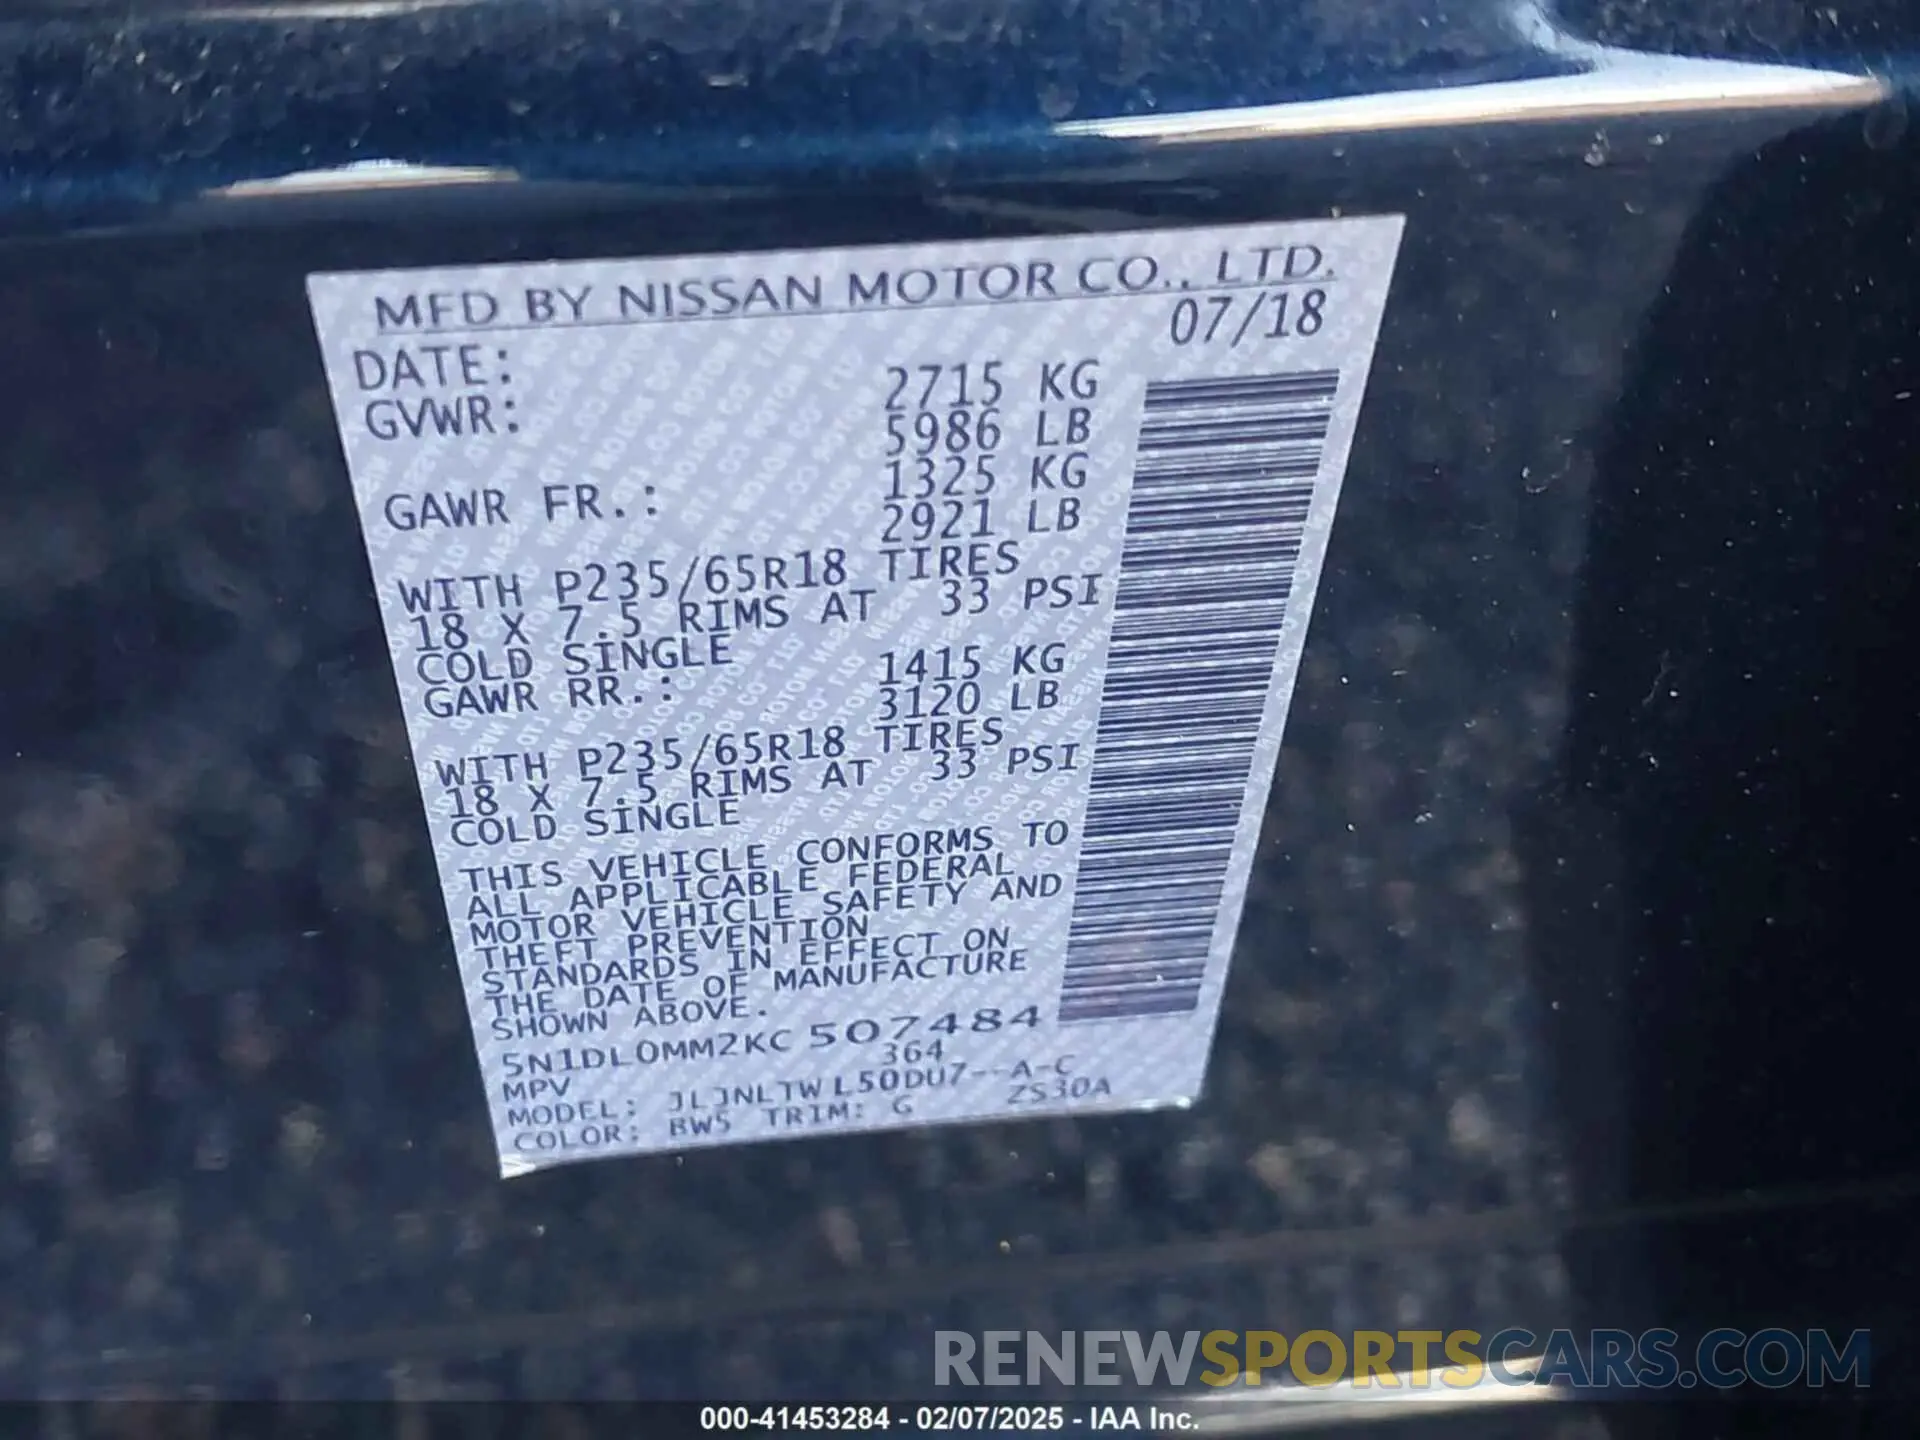 MFD BY NISSAN MOTOR CO., LTD.
DATE: 07/18
GVWR: 2715 KG
5986 LB
GAWR FR.: 1325 KG
2921 LB
WITH P235/65R18 TIRES
18 X 7.5 RIMS AT 33 PSI
COLD SINGLE
GAWR RR.: 1415 KG
3120 LB
WITH P235/65R18 TIRES
18 X 7.5 RIMS AT 33 PSI
COLD SINGLE
THIS VEHICLE CONFORMS TO
ALL APPLICABLE FEDERAL
MOTOR VEHICLE SAFETY AND
THEFT PREVENTION
STANDARDS IN EFFECT ON
THE DATE OF MANUFACTURE
SHOWN ABOVE.
5N1DL0MM2KC507484
MPV 364
MODEL: JLJNLTWL50DU7--A-C
COLOR: BW5 TRIM: G ZS30A
RENEWSPORTSCARS.COM
000-41453284 - 02/07/2025 - IAA Inc.